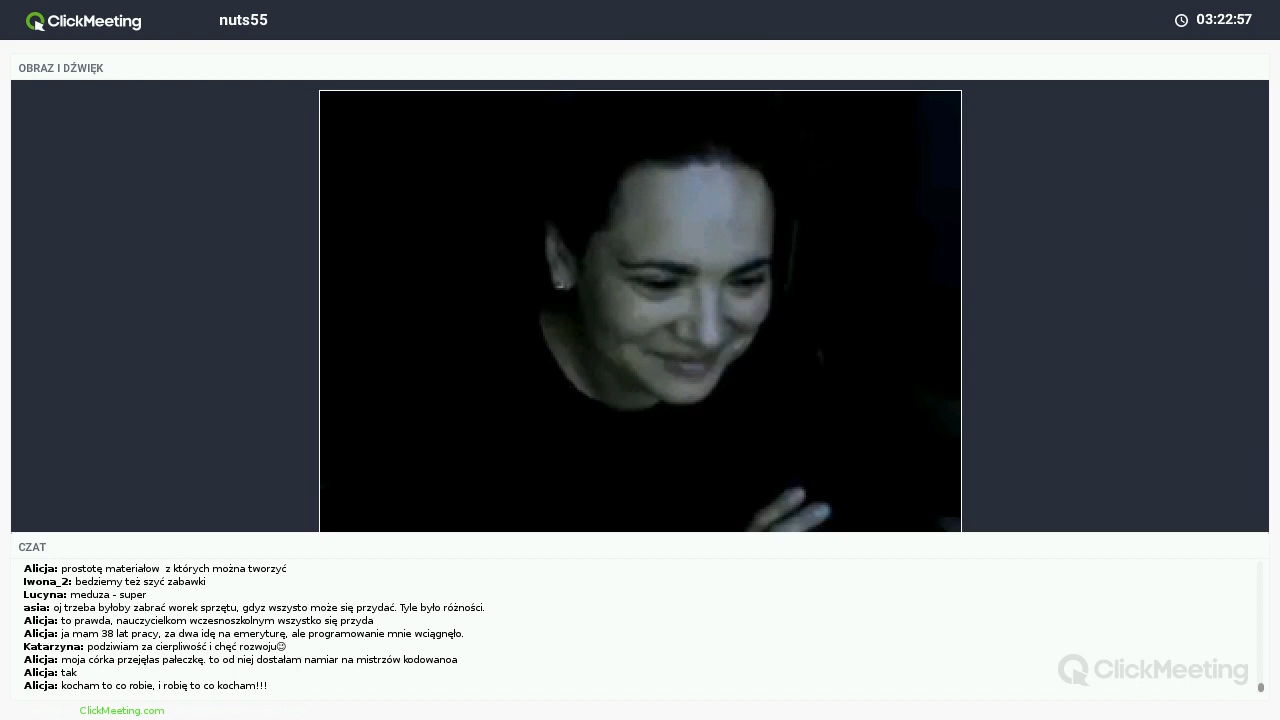 ClickMeeting
nuts55
03:22:57
OBRAZ I DŹWIĘK
CZAT
Alicja: prostotę materiałow z których można tworzyć
Iwona_2: bedziemy też szyć zabawki
Lucyna: meduza - super
asia: oj trzeba byłoby zabrać worek sprzętu, gdyz wszysto może się przydać. Tyle było różności.
Alicja: to prawda, nauczycielkom wczesnoszkolnym wszystko się przyda
Alicja: ja mam 38 lat pracy, za dwa idę na emeryturę, ale programowanie mnie wciągnęło.
Katarzyna: podziwiam za cierpliwość i chęć rozwoju😉
Alicja: moja córka przejęłas pałeczkę. to od niej dostałam namiar na mistrzów kodowanoa
Alicja: tak
Alicja: kocham to co robie, i robię to co kocham!!!
ClickMeeting
ClickMeeting.com